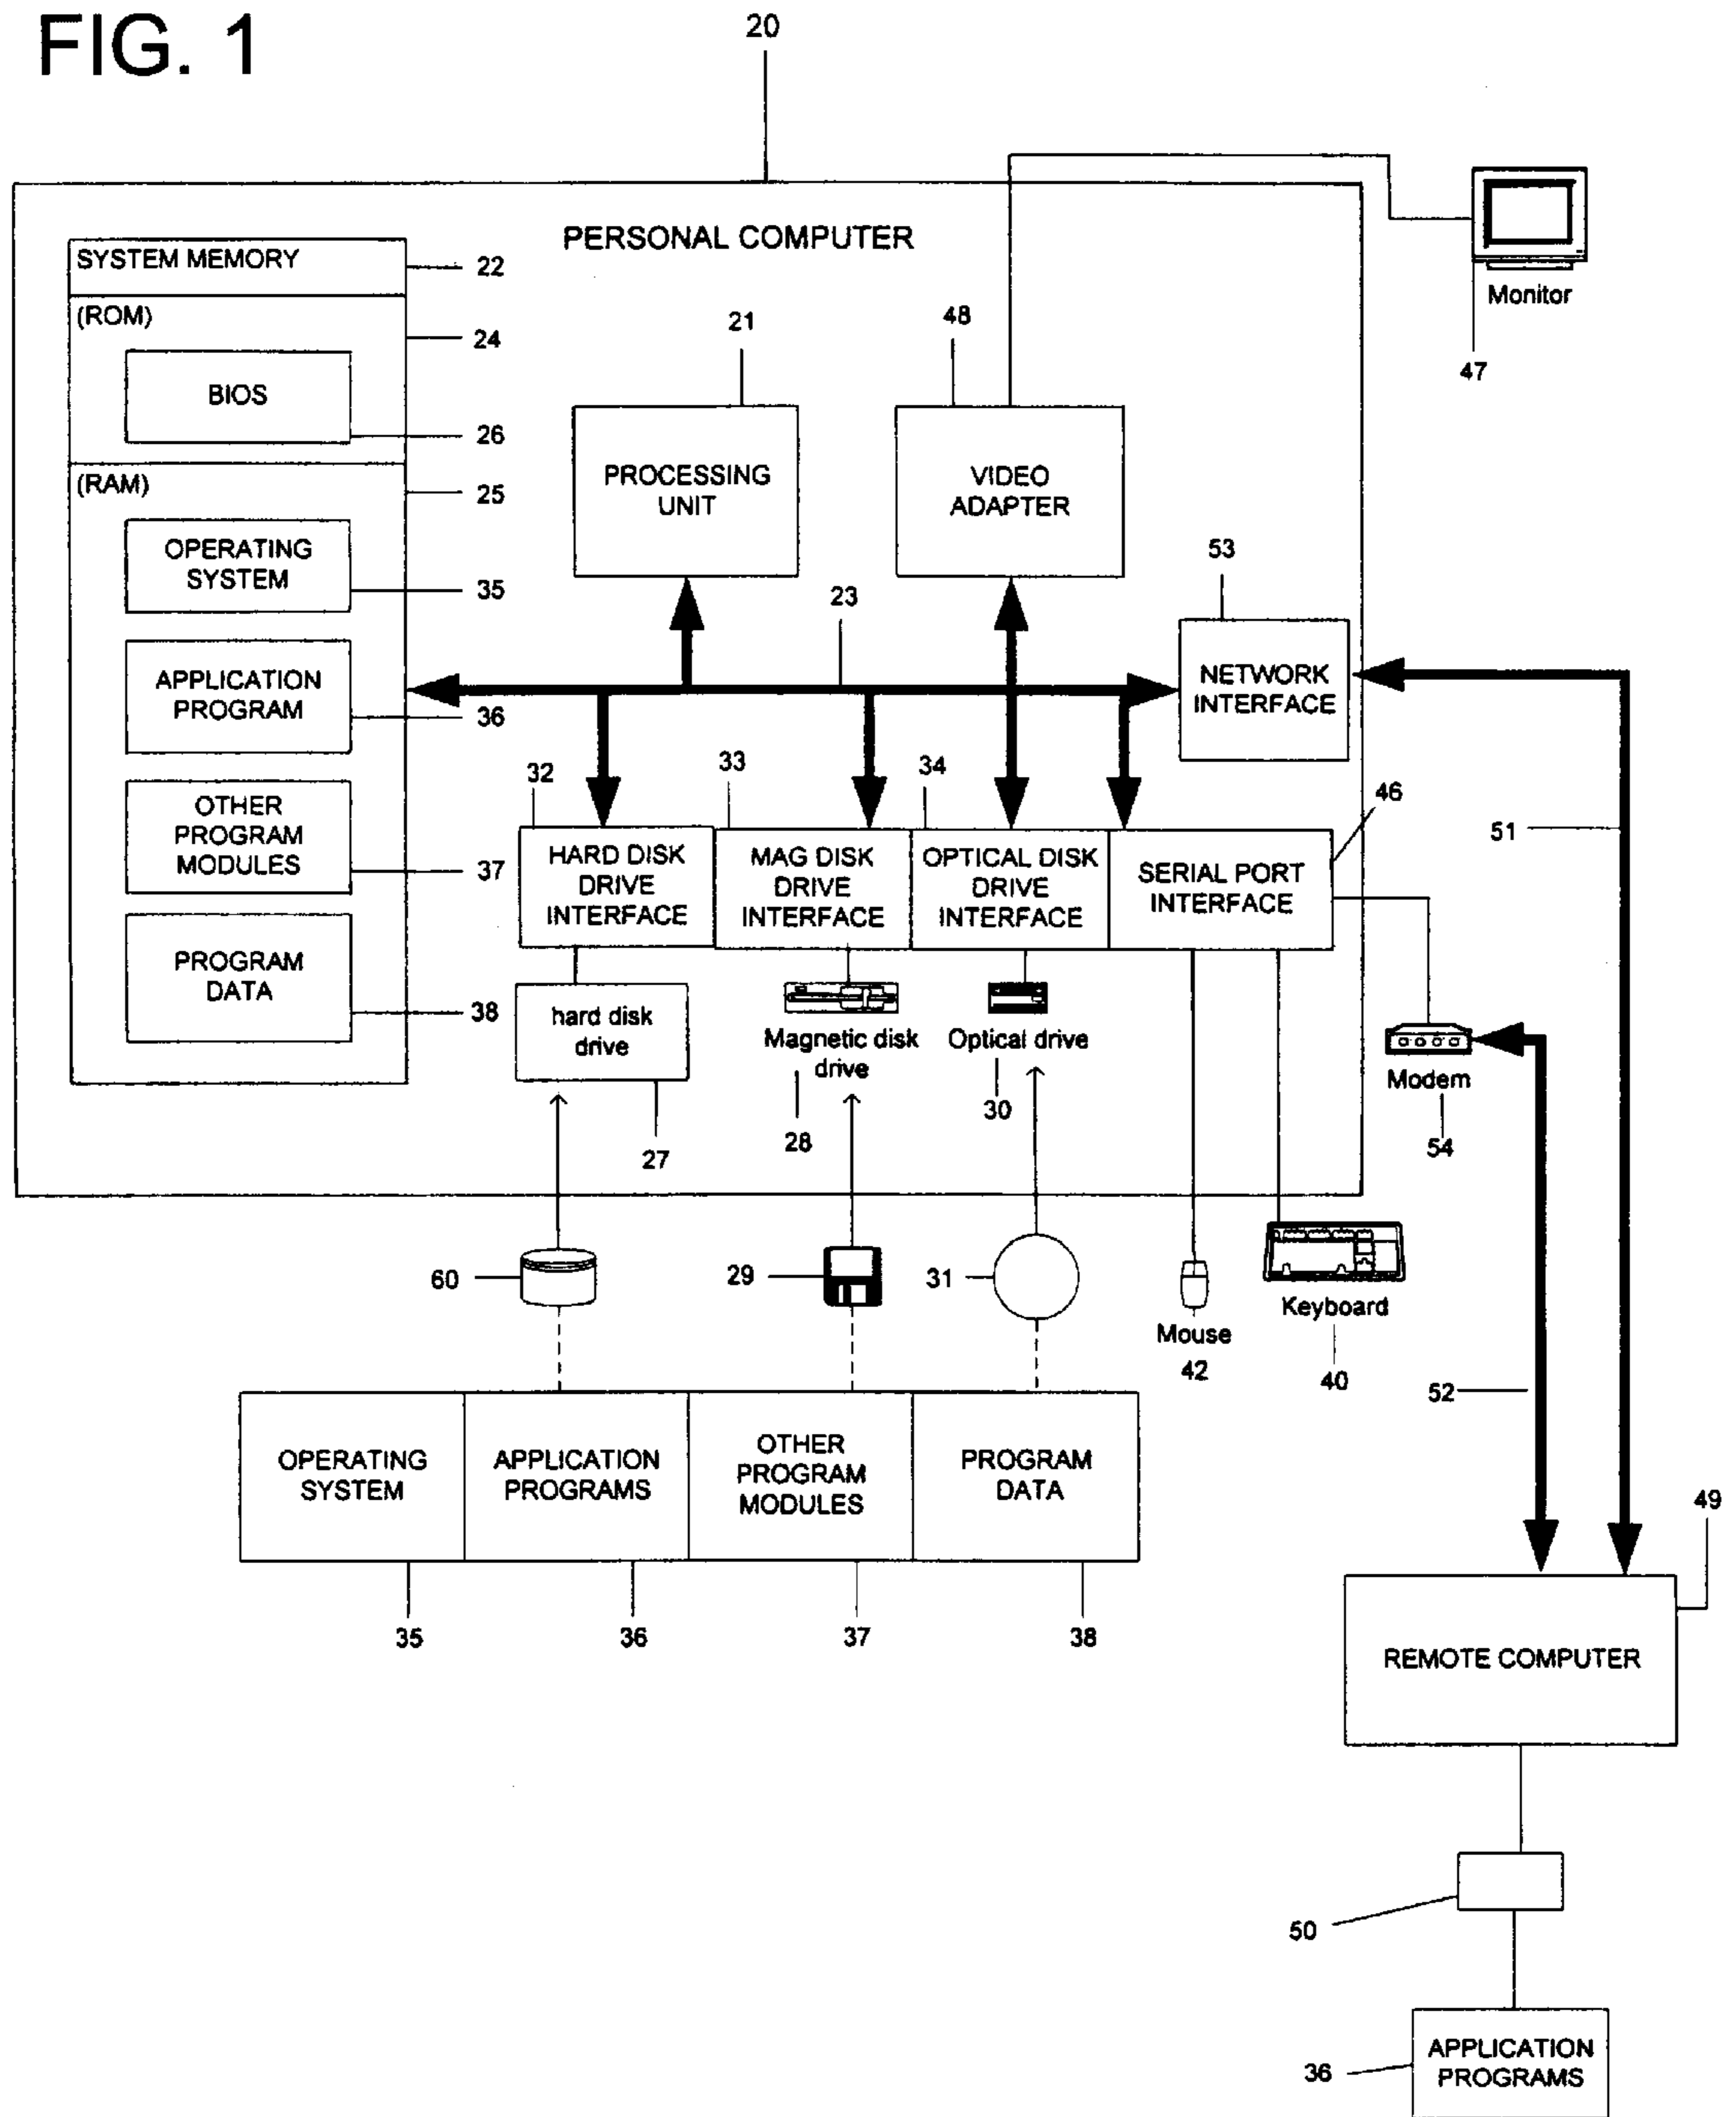 FIG. 1
20
PERSONAL COMPUTER
SYSTEM MEMORY
22
(ROM)
24
BIOS
26
(RAM)
25
OPERATING
SYSTEM
35
APPLICATION
PROGRAM
36
OTHER
PROGRAM
MODULES
37
PROGRAM
DATA
38
21
PROCESSING
UNIT
48
VIDEO
ADAPTER
Monitor
47
23
53
NETWORK
INTERFACE
32
HARD DISK
DRIVE
INTERFACE
33
MAG DISK
DRIVE
INTERFACE
34
OPTICAL DISK
DRIVE
INTERFACE
46
SERIAL PORT
INTERFACE
51
hard disk
drive
27
Magnetic disk
drive
28
Optical drive
30
Modem
54
60
29
31
Mouse
42
Keyboard
40
52
OPERATING
SYSTEM
APPLICATION
PROGRAMS
OTHER
PROGRAM
MODULES
PROGRAM
DATA
35
36
37
38
49
REMOTE COMPUTER
50
36
APPLICATION
PROGRAMS